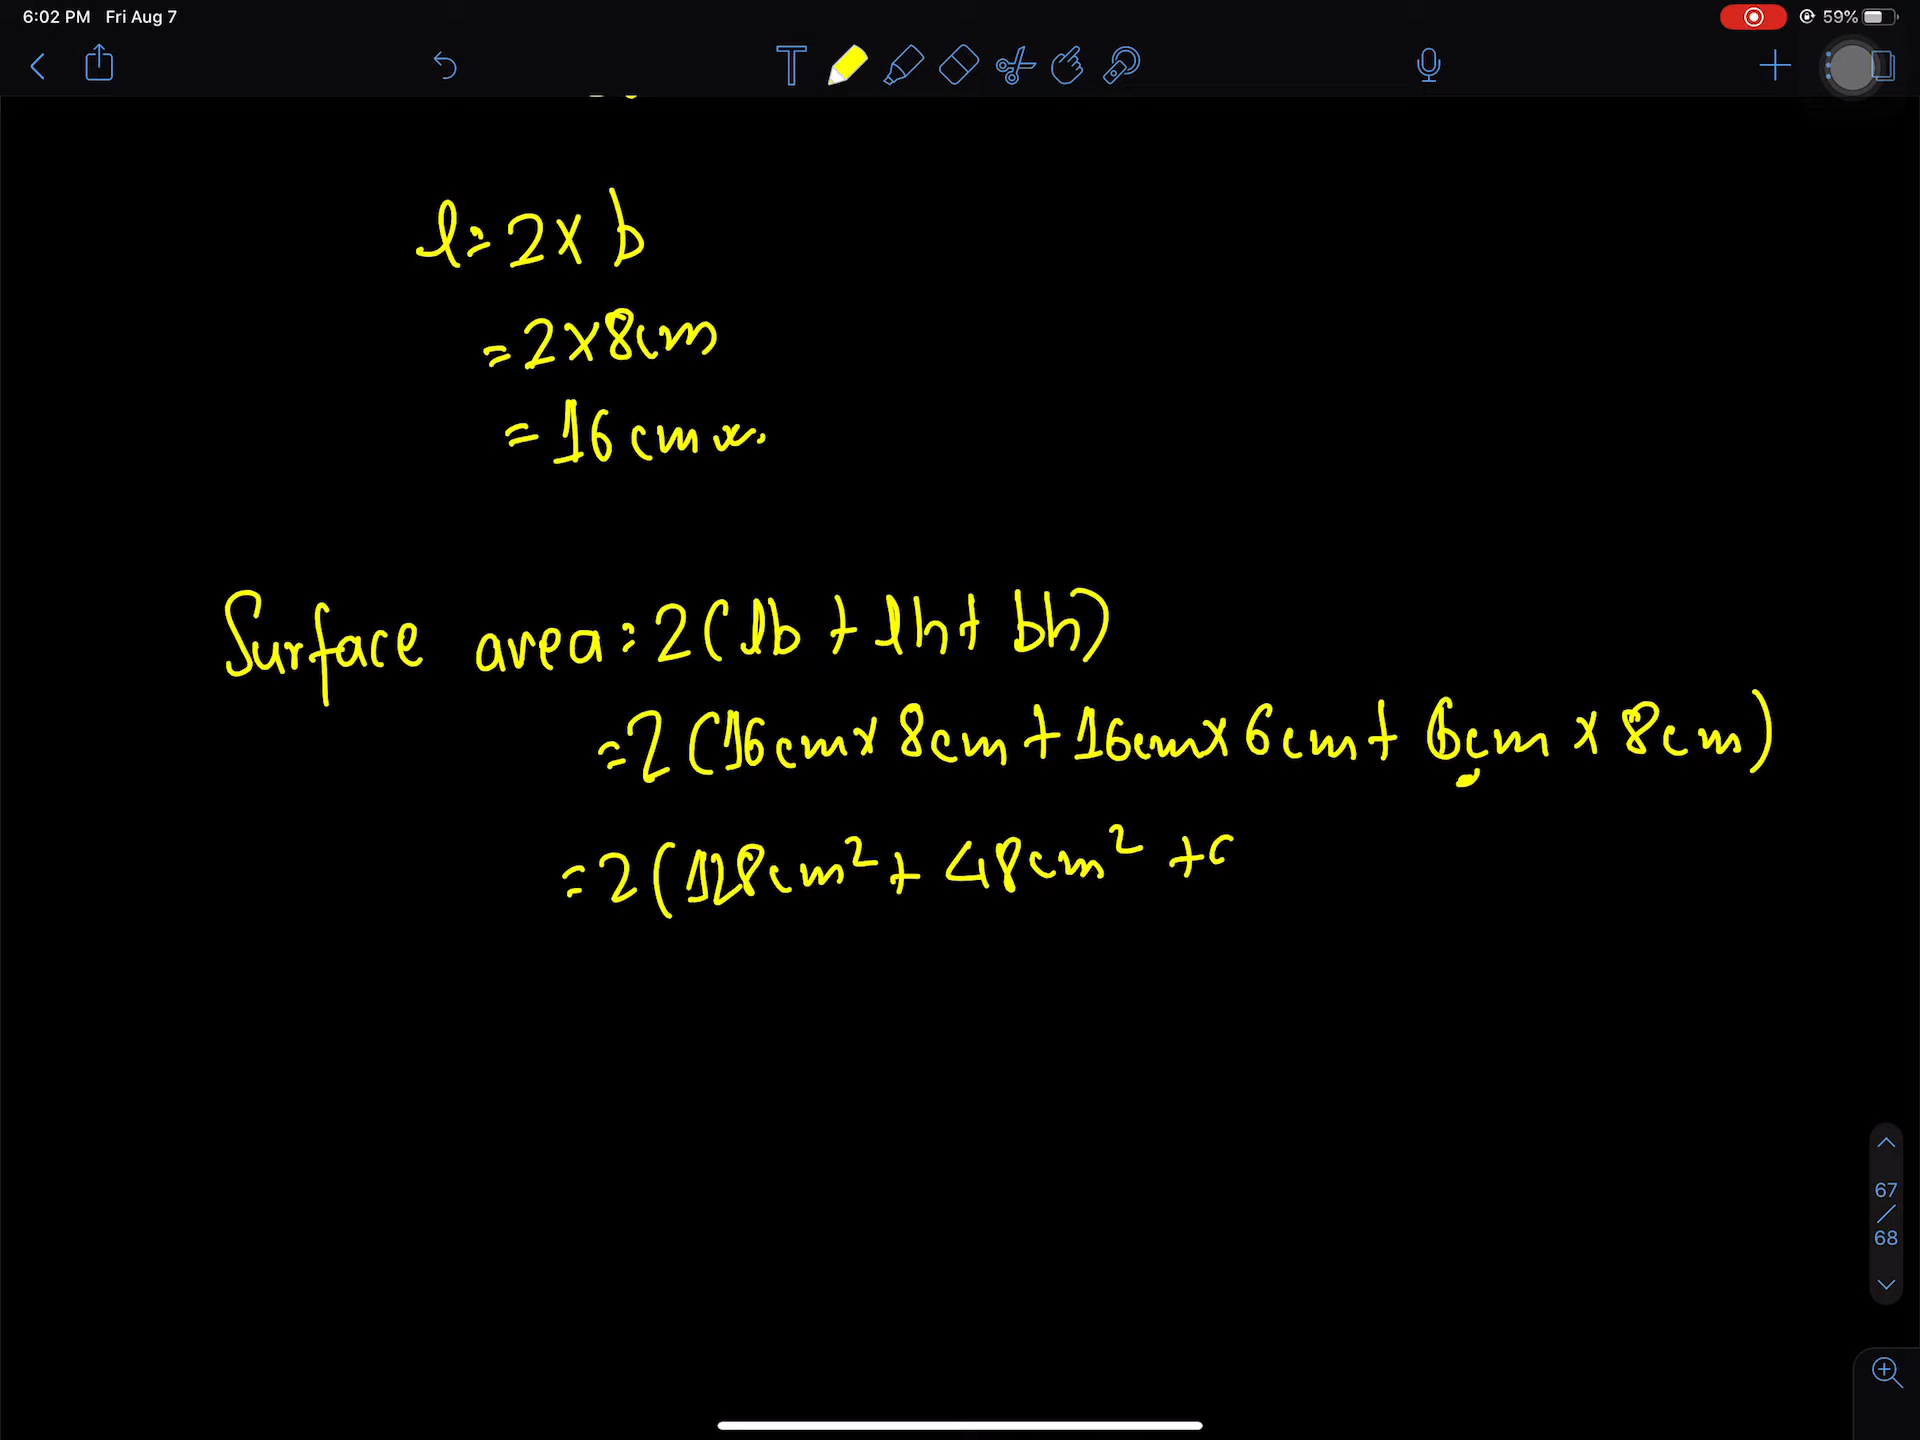 6:02 PM Fri Aug 7
59%
T
l = 2 x b
= 2 x 8cm
= 16 cm
Surface area = 2 ( lb + lh + bh )
= 2 ( 16cm x 8cm + 16cm x 6cm + 6cm x 8cm )
= 2 ( 128cm² + 48cm² +
67
/
68